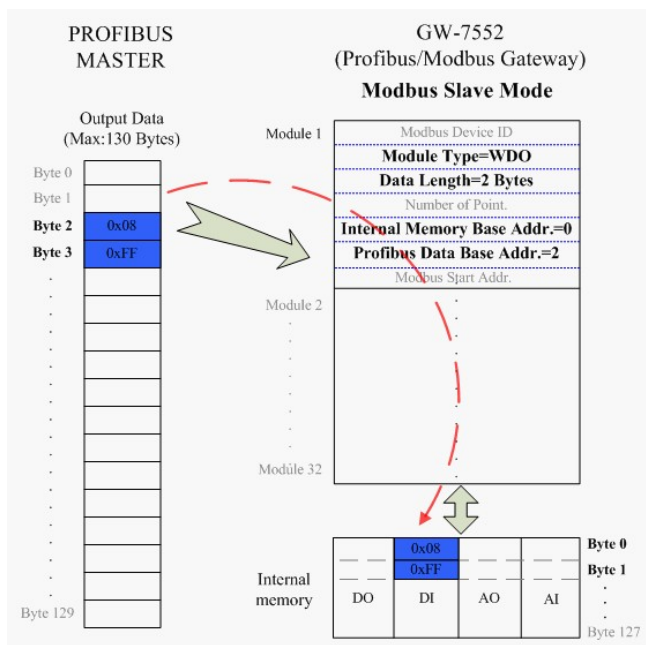 PROFIBUS
MASTER
Output Data
(Max:130 Bytes)
Byte 0
Byte 1
Byte 2
0x08
Byte 3
0xFF
Byte 129
GW-7552
(Profibus/Modbus Gateway)
Modbus Slave Mode
Module 1
Modbus Device ID
Module Type=WDO
Data Length=2 Bytes
Number of Point.
Internal Memory Base Addr.=0
Profibus Data Base Addr.=2
Modbus Start Addr.
Module 2
Module 32
Internal
memory
0x08
0xFF
DO
DI
AO
AI
Byte 0
Byte 1
Byte 127